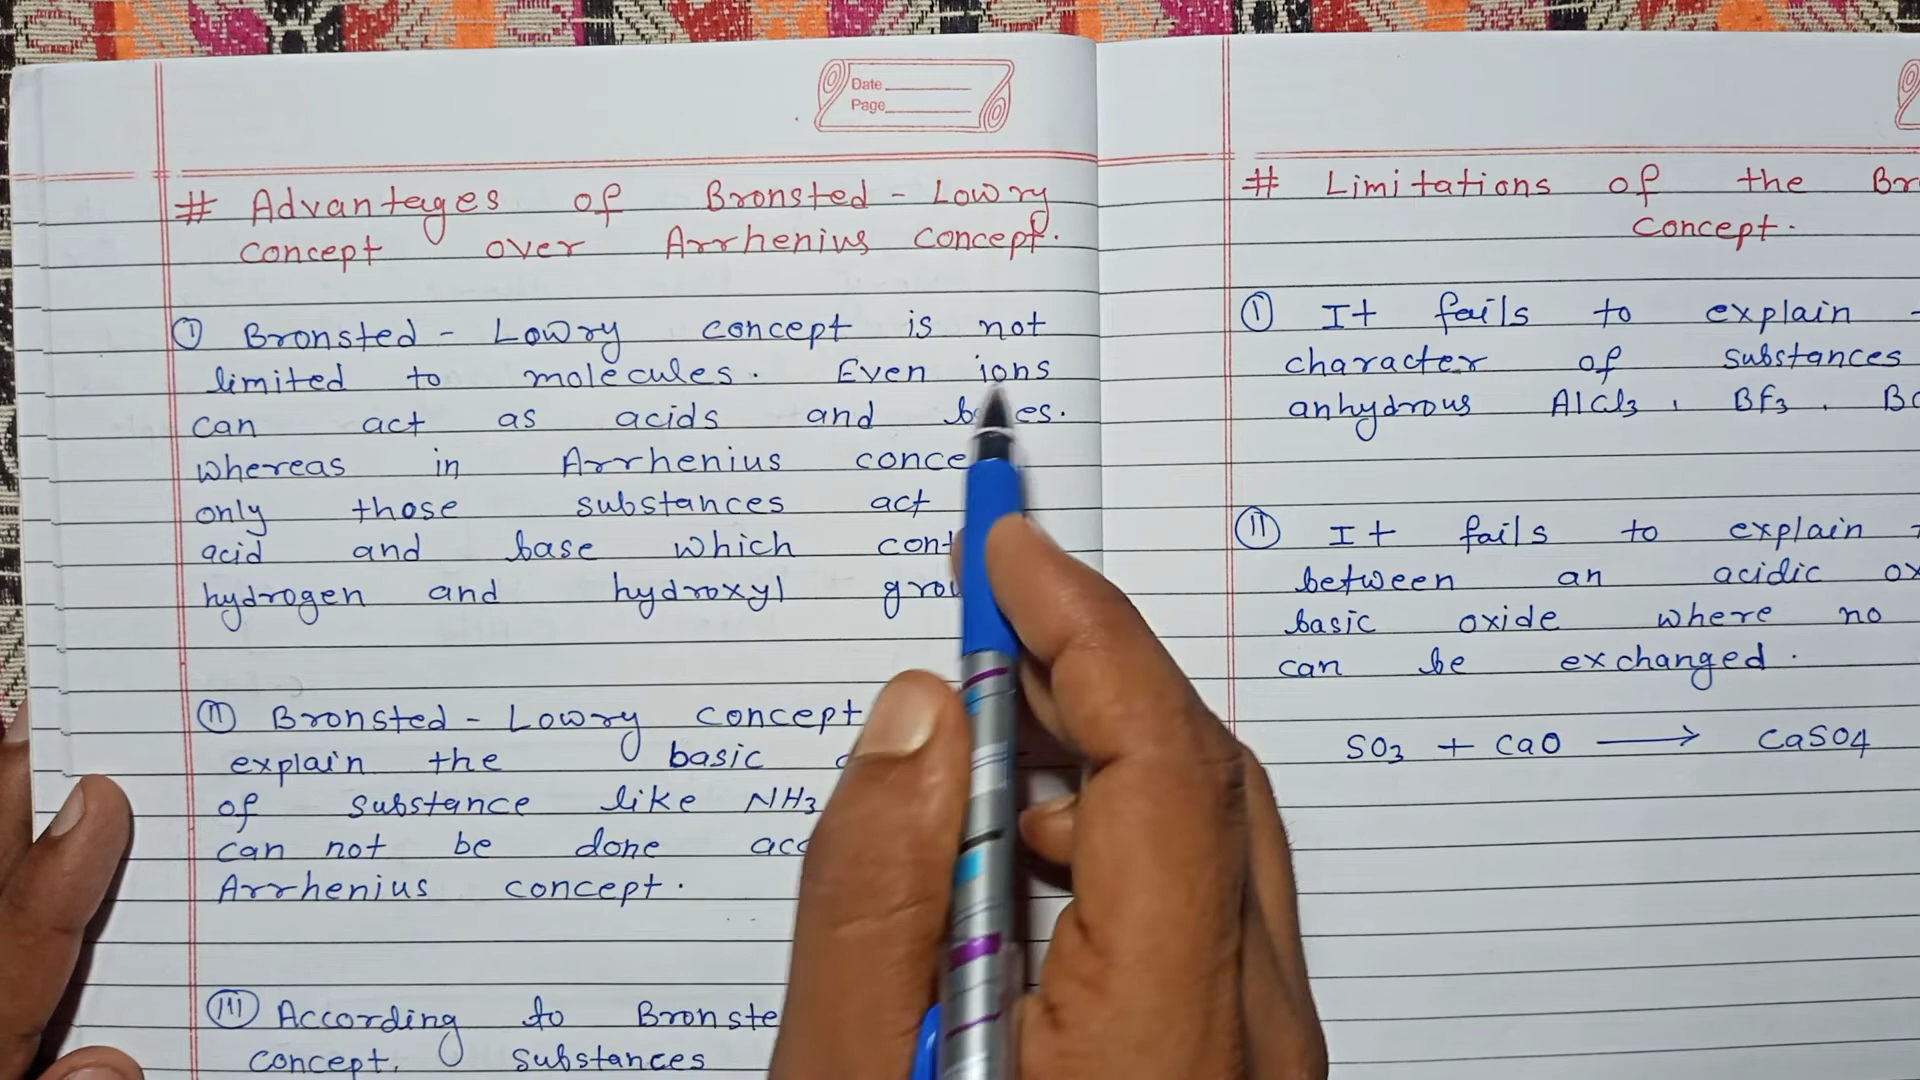 Date
Page
# Advantages of Bronsted - Lowry
concept over Arrhenius concept.
(I) Bronsted - Lowry concept is not
limited to molecules. Even ions
can act as acids and bases.
whereas in Arrhenius
only those substances act
acid and base which
hydrogen and hydroxyl
(II) Bronsted - Lowry concept
explain the basic
of substance like NH3
can not be done
Arrhenius concept.
(III) According to
concept, substances
# Limitations of the
concept.
(I) It fails to explain
character of substances
anhydrous AlCl3, BF3,
(II) It fails to explain
between an acidic
basic oxide where no
can be exchanged.
SO3 + CaO → CaSO4